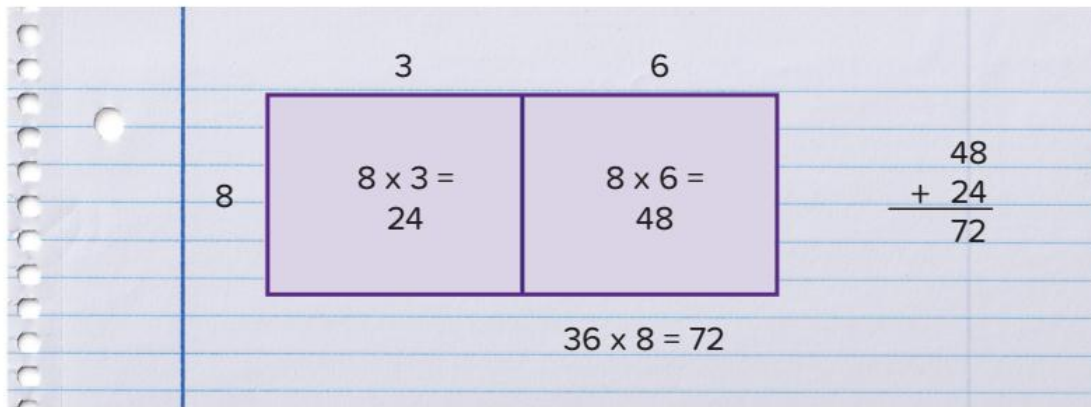 3 6
8
8 x 3 =
24
8 x 6 =
48
48
+ 24
72
36 x 8 = 72